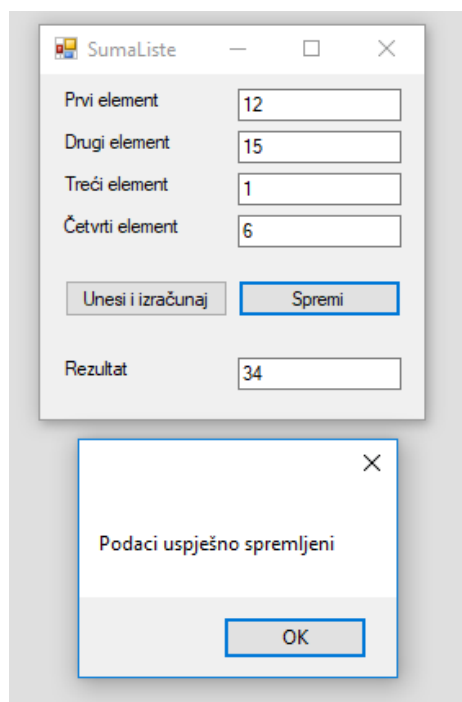 SumaListe
Prvi element 12
Drugi element 15
Treći element 1
Četvrti element 6
Unesi i izračunaj Spremi
Rezultat 34
Podaci uspješno spremljeni
OK